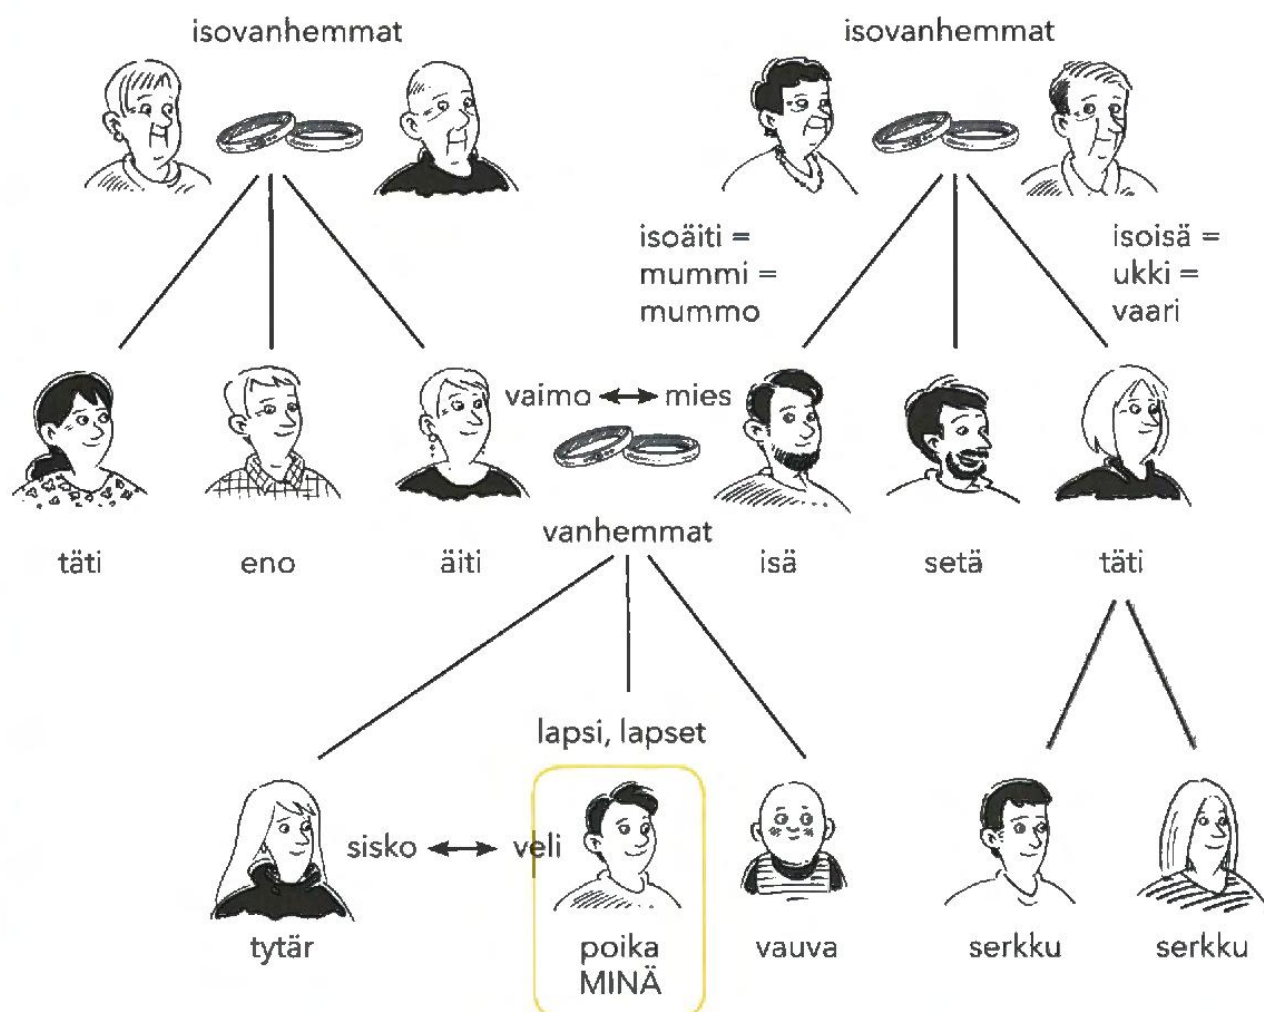 isovanhemmat
isovanhemmat
isoäiti =
mummi =
mummo
isoisä =
ukki =
vaari
vaimo ↔ mies
vanhemmat
täti
eno
äiti
isä
setä
täti
lapsi, lapset
sisko ↔ veli
tytär
poika
MINÄ
vauva
serkku
serkku